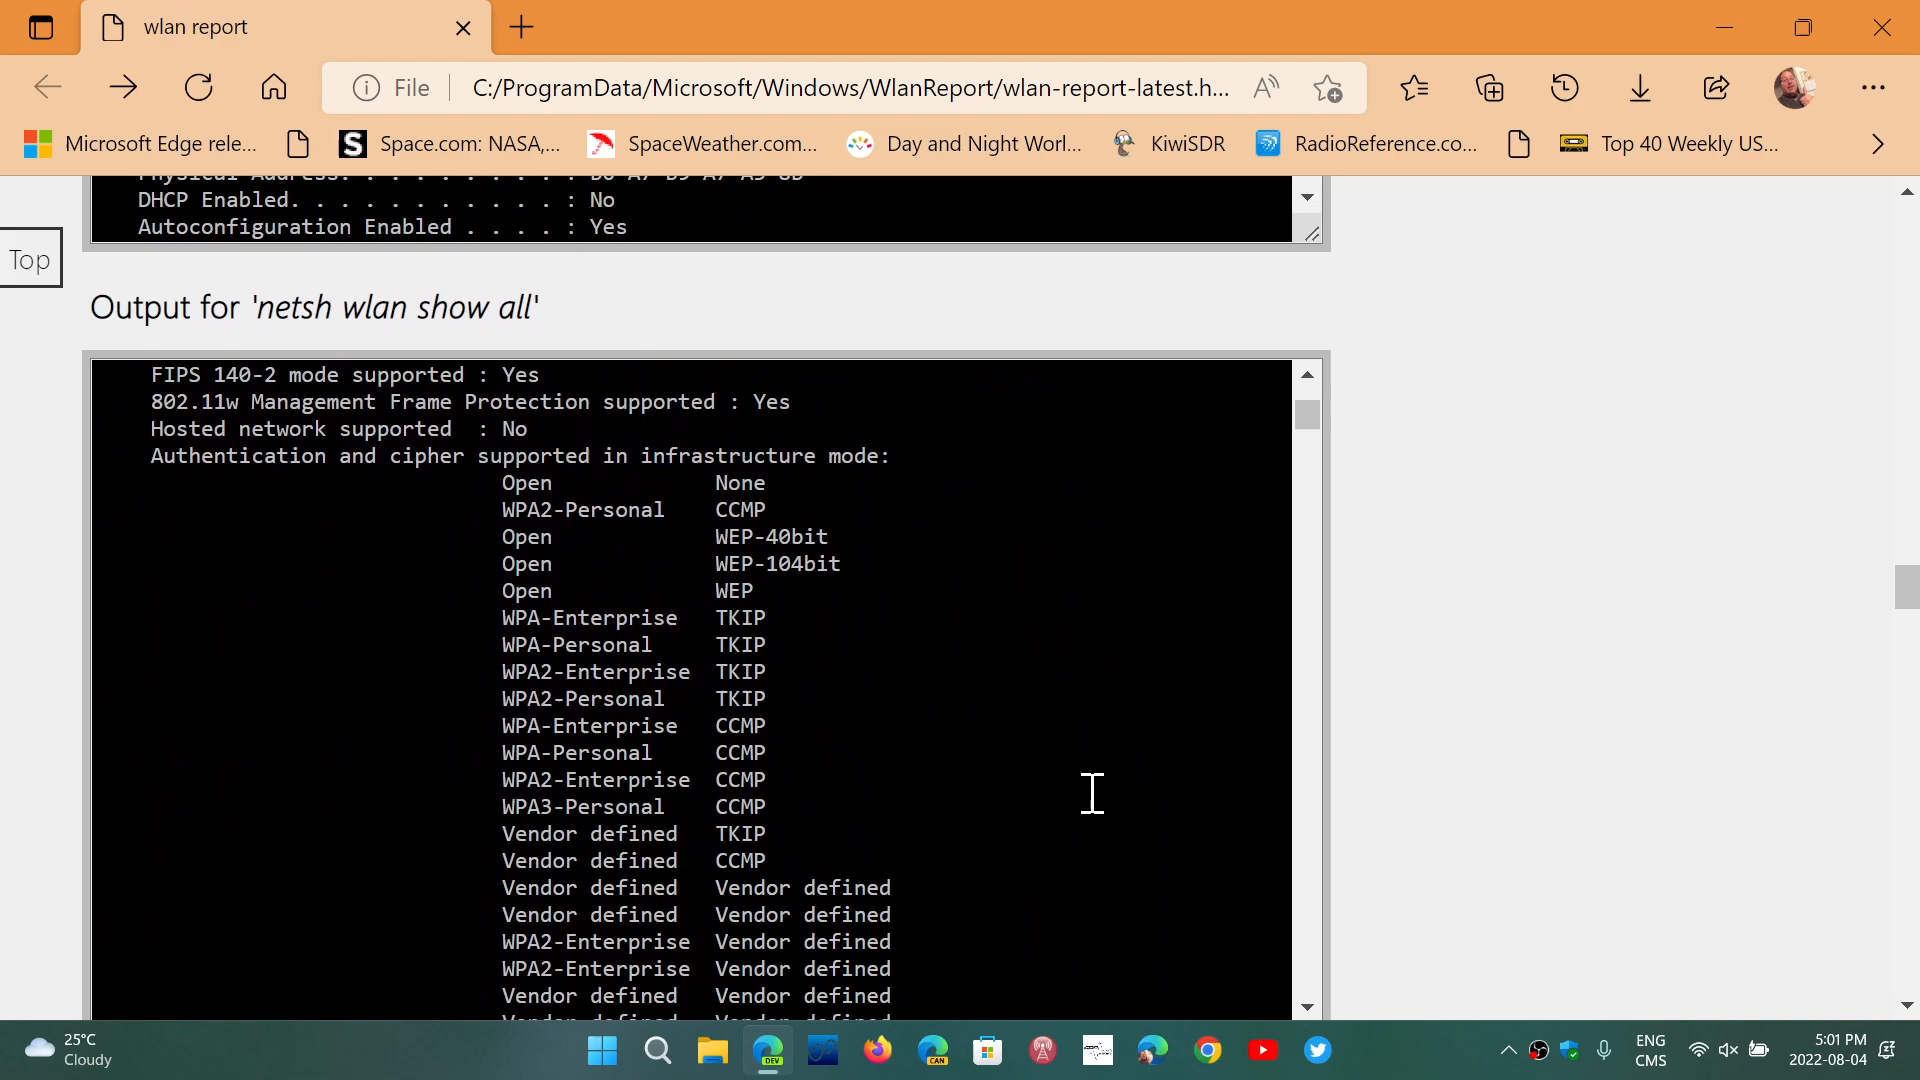 wlan report
File
C:/ProgramData/Microsoft/Windows/WlanReport/wlan-report-latest.h...
Microsoft Edge rele...
Space.com: NASA,...
SpaceWeather.com...
Day and Night Worl...
KiwiSDR
RadioReference.co...
Top 40 Weekly US...
DHCP Enabled. . . . . . . . . . . : No
Autoconfiguration Enabled . . . . : Yes
Top
Output for 'netsh wlan show all'
FIPS 140-2 mode supported : Yes
802.11w Management Frame Protection supported : Yes
Hosted network supported  : No
Authentication and cipher supported in infrastructure mode:
Open            None
WPA2-Personal   CCMP
Open            WEP-40bit
Open            WEP-104bit
Open            WEP
WPA-Enterprise  TKIP
WPA-Personal    TKIP
WPA2-Enterprise TKIP
WPA2-Personal   TKIP
WPA-Enterprise  CCMP
WPA-Personal    CCMP
WPA2-Enterprise CCMP
WPA3-Personal   CCMP
Vendor defined  TKIP
Vendor defined  CCMP
Vendor defined  Vendor defined
Vendor defined  Vendor defined
WPA2-Enterprise Vendor defined
WPA2-Enterprise Vendor defined
Vendor defined  Vendor defined
25°C
Cloudy
DEV
CAN
ENG
CMS
5:01 PM
2022-08-04